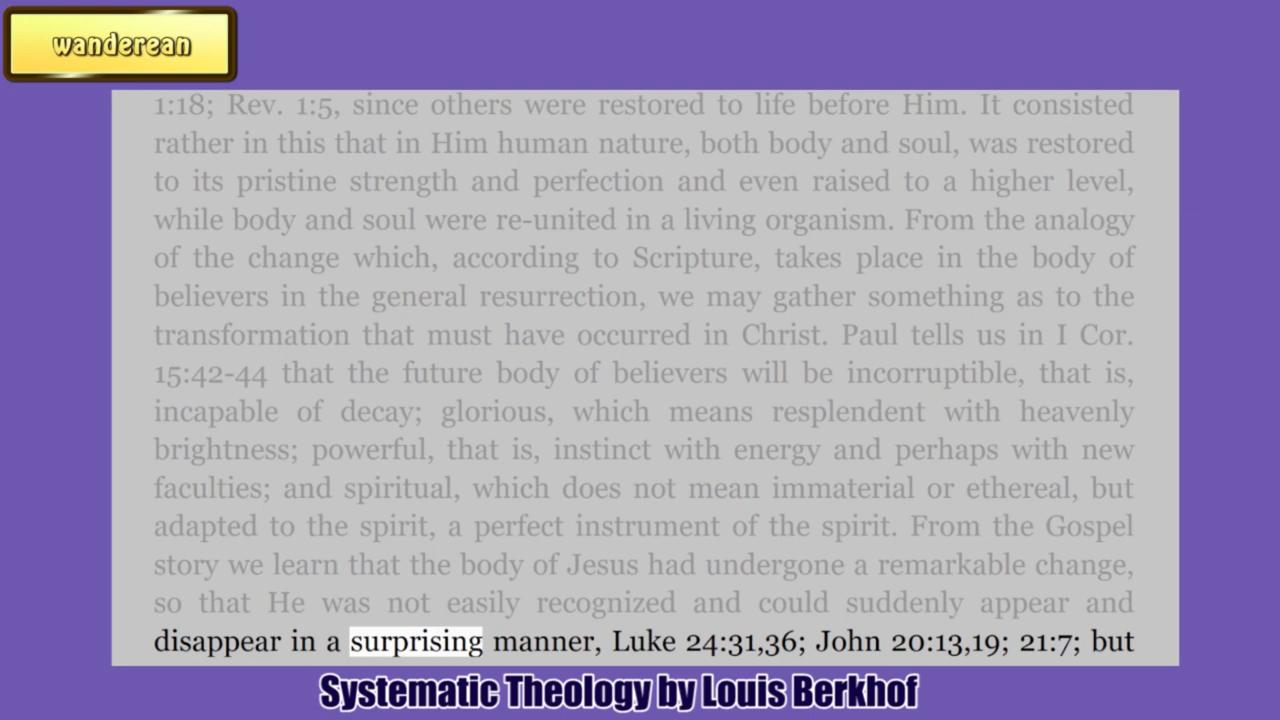 wanderean
1:18; Rev. 1:5, since others were restored to life before Him. It consisted
rather in this that in Him human nature, both body and soul, was restored
to its pristine strength and perfection and even raised to a higher level,
while body and soul were re-united in a living organism. From the analogy
of the change which, according to Scripture, takes place in the body of
believers in the general resurrection, we may gather something as to the
transformation that must have occurred in Christ. Paul tells us in I Cor.
15:42-44 that the future body of believers will be incorruptible, that is,
incapable of decay; glorious, which means resplendent with heavenly
brightness; powerful, that is, instinct with energy and perhaps with new
faculties; and spiritual, which does not mean immaterial or ethereal, but
adapted to the spirit, a perfect instrument of the spirit. From the Gospel
story we learn that the body of Jesus had undergone a remarkable change,
so that He was not easily recognized and could suddenly appear and
disappear in a surprising manner, Luke 24:31,36; John 20:13,19; 21:7; but
Systematic Theology by Louis Berkhof